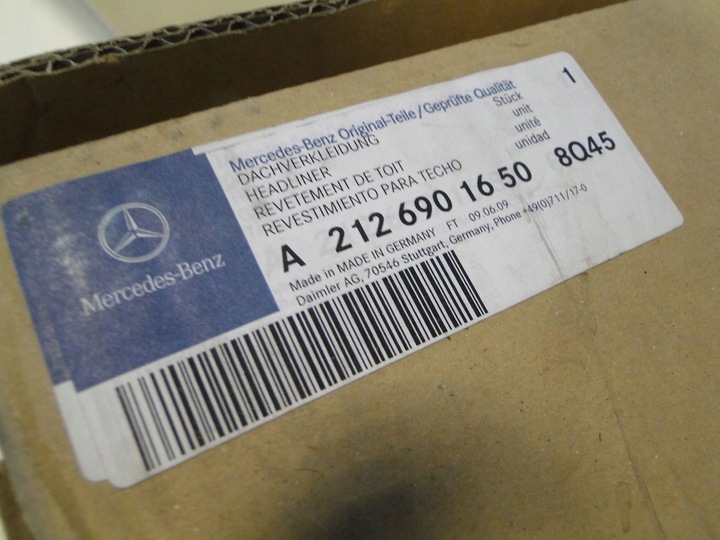 Mercedes-Benz Original-Teile/Geprüfte Qualität
DACHVERKLEIDUNG
HEADLINER
REVETEMENT DE TOIT
REVESTIMIENTO PARA TECHO
Stück
unit
unité
unidad
1
A 212 690 16 50 8Q45
Made in MADE IN GERMANY FT 09.06.09
Daimler AG, 70546 Stuttgart, Germany, Phone +49(0)711/17-0
Mercedes-Benz